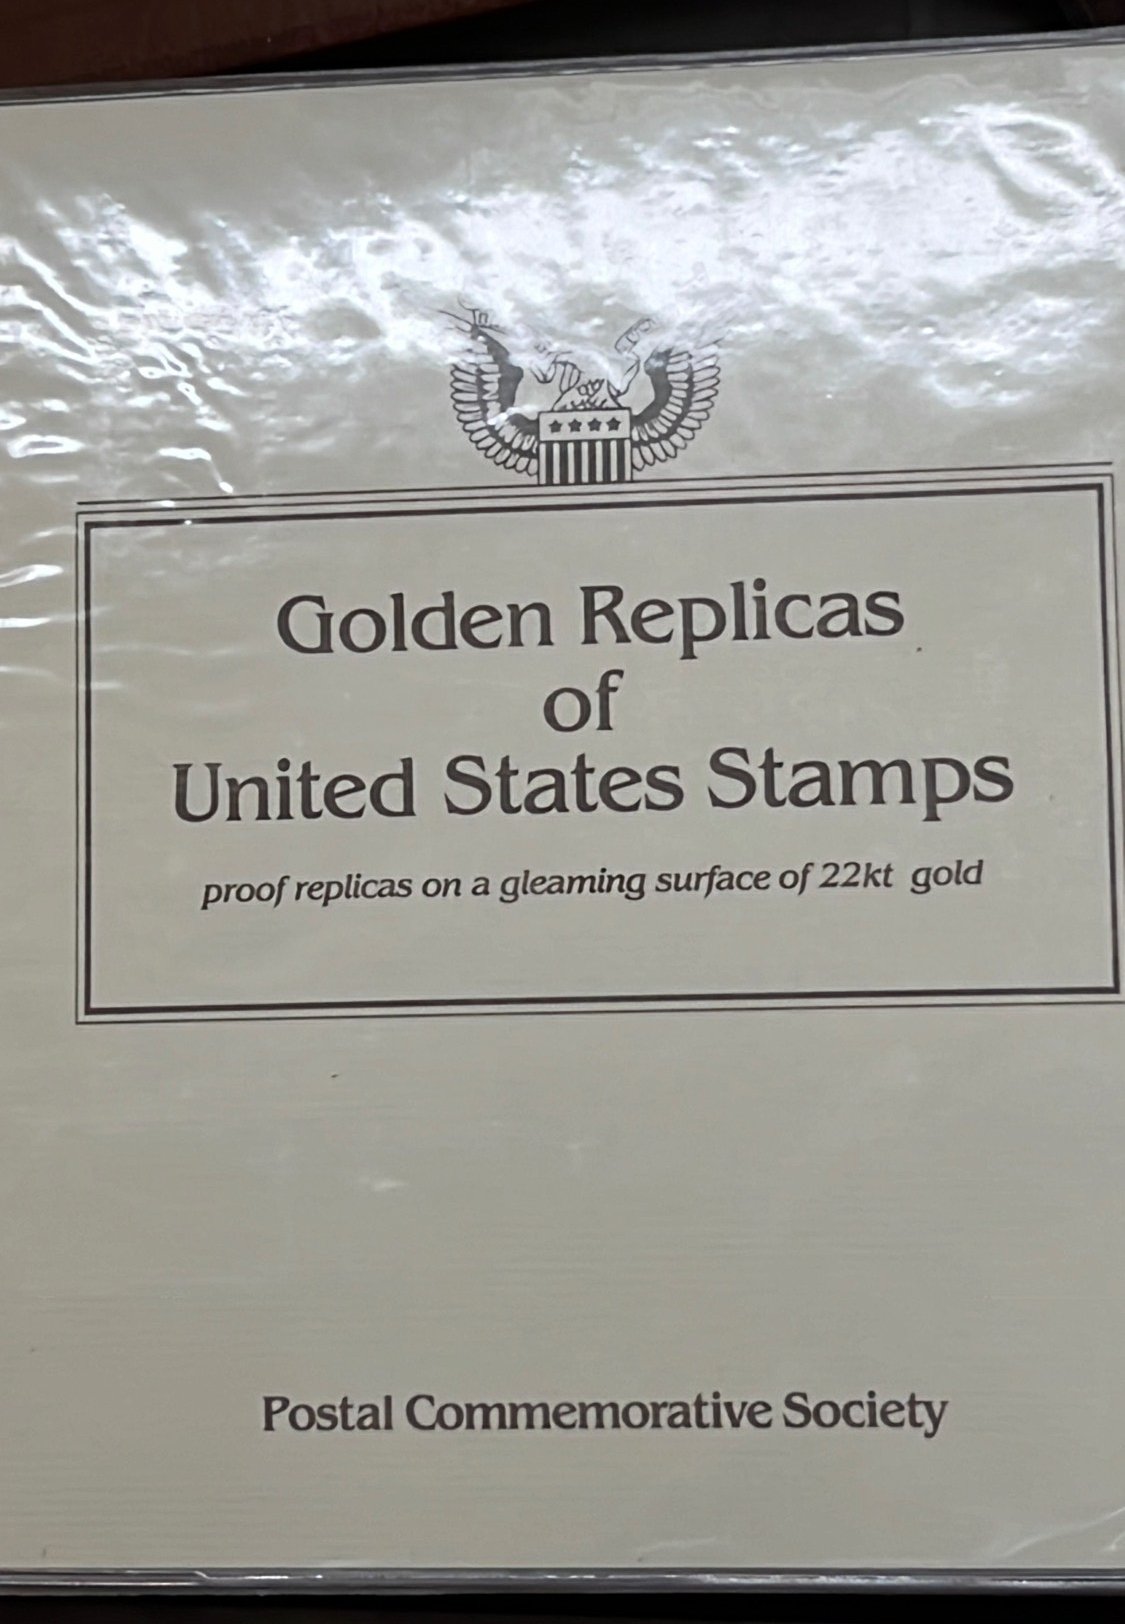 Golden Replicas
of
United States Stamps
proof replicas on a gleaming surface of 22kt gold
Postal Commemorative Society